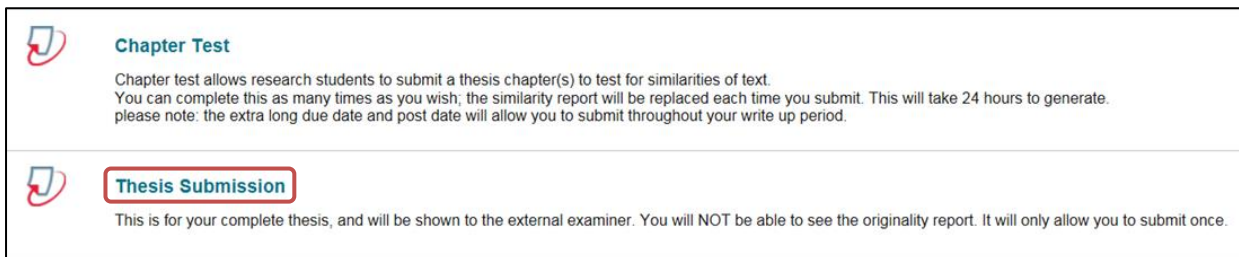 Chapter Test
Chapter test allows research students to submit a thesis chapter(s) to test for similarities of text.
You can complete this as many times as you wish; the similarity report will be replaced each time you submit. This will take 24 hours to generate.
please note: the extra long due date and post date will allow you to submit throughout your write up period.
Thesis Submission
This is for your complete thesis, and will be shown to the external examiner. You will NOT be able to see the originality report. It will only allow you to submit once.